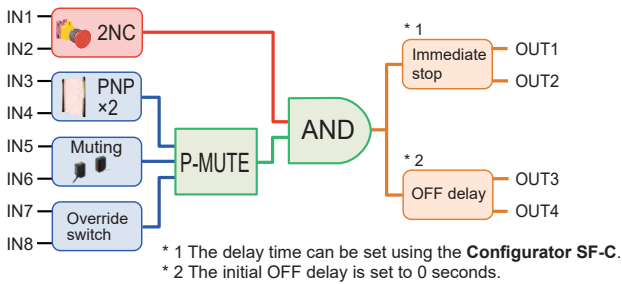 IN1
IN2
2NC
IN3
IN4
PNP
×2
IN5
IN6
Muting
IN7
IN8
Override
switch
P-MUTE
AND
* 1
Immediate
stop
OUT1
OUT2
* 2
OFF delay
OUT3
OUT4
* 1 The delay time can be set using the Configurator SF-C.
* 2 The initial OFF delay is set to 0 seconds.